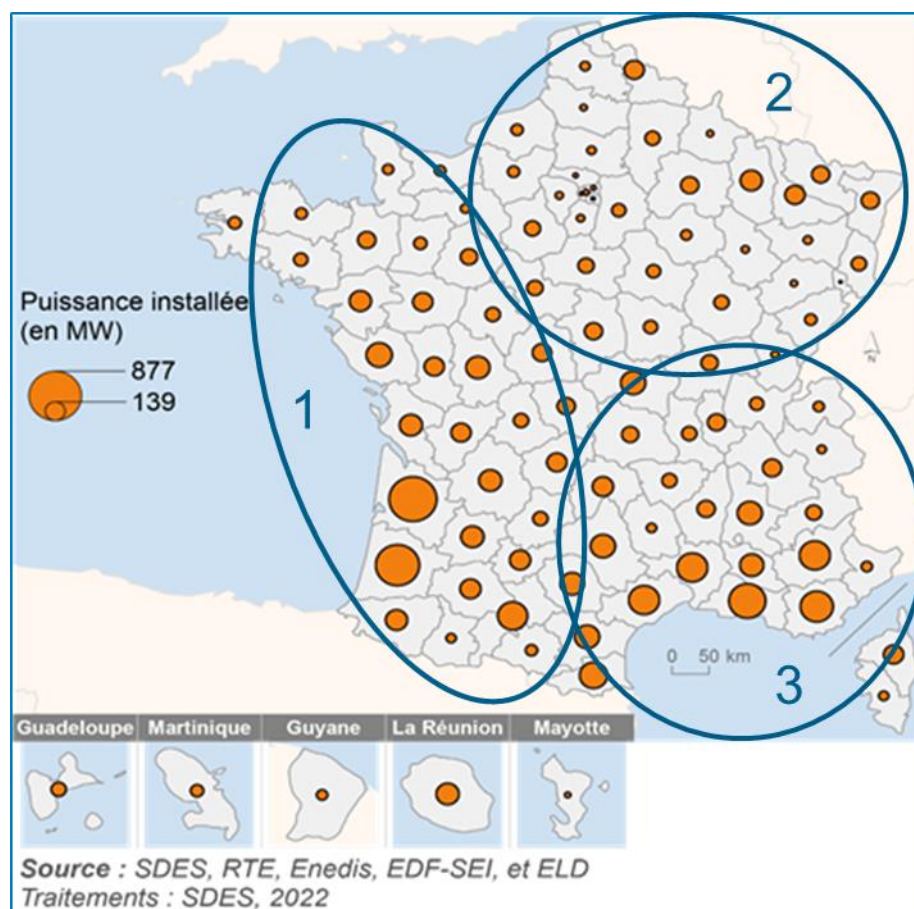 2
Puissance installée
(en MW)
877
139
1
N
0 50 km
3
Guadeloupe Martinique Guyane La Réunion Mayotte
Source : SDES, RTE, Enedis, EDF-SEI, et ELD
Traitements : SDES, 2022